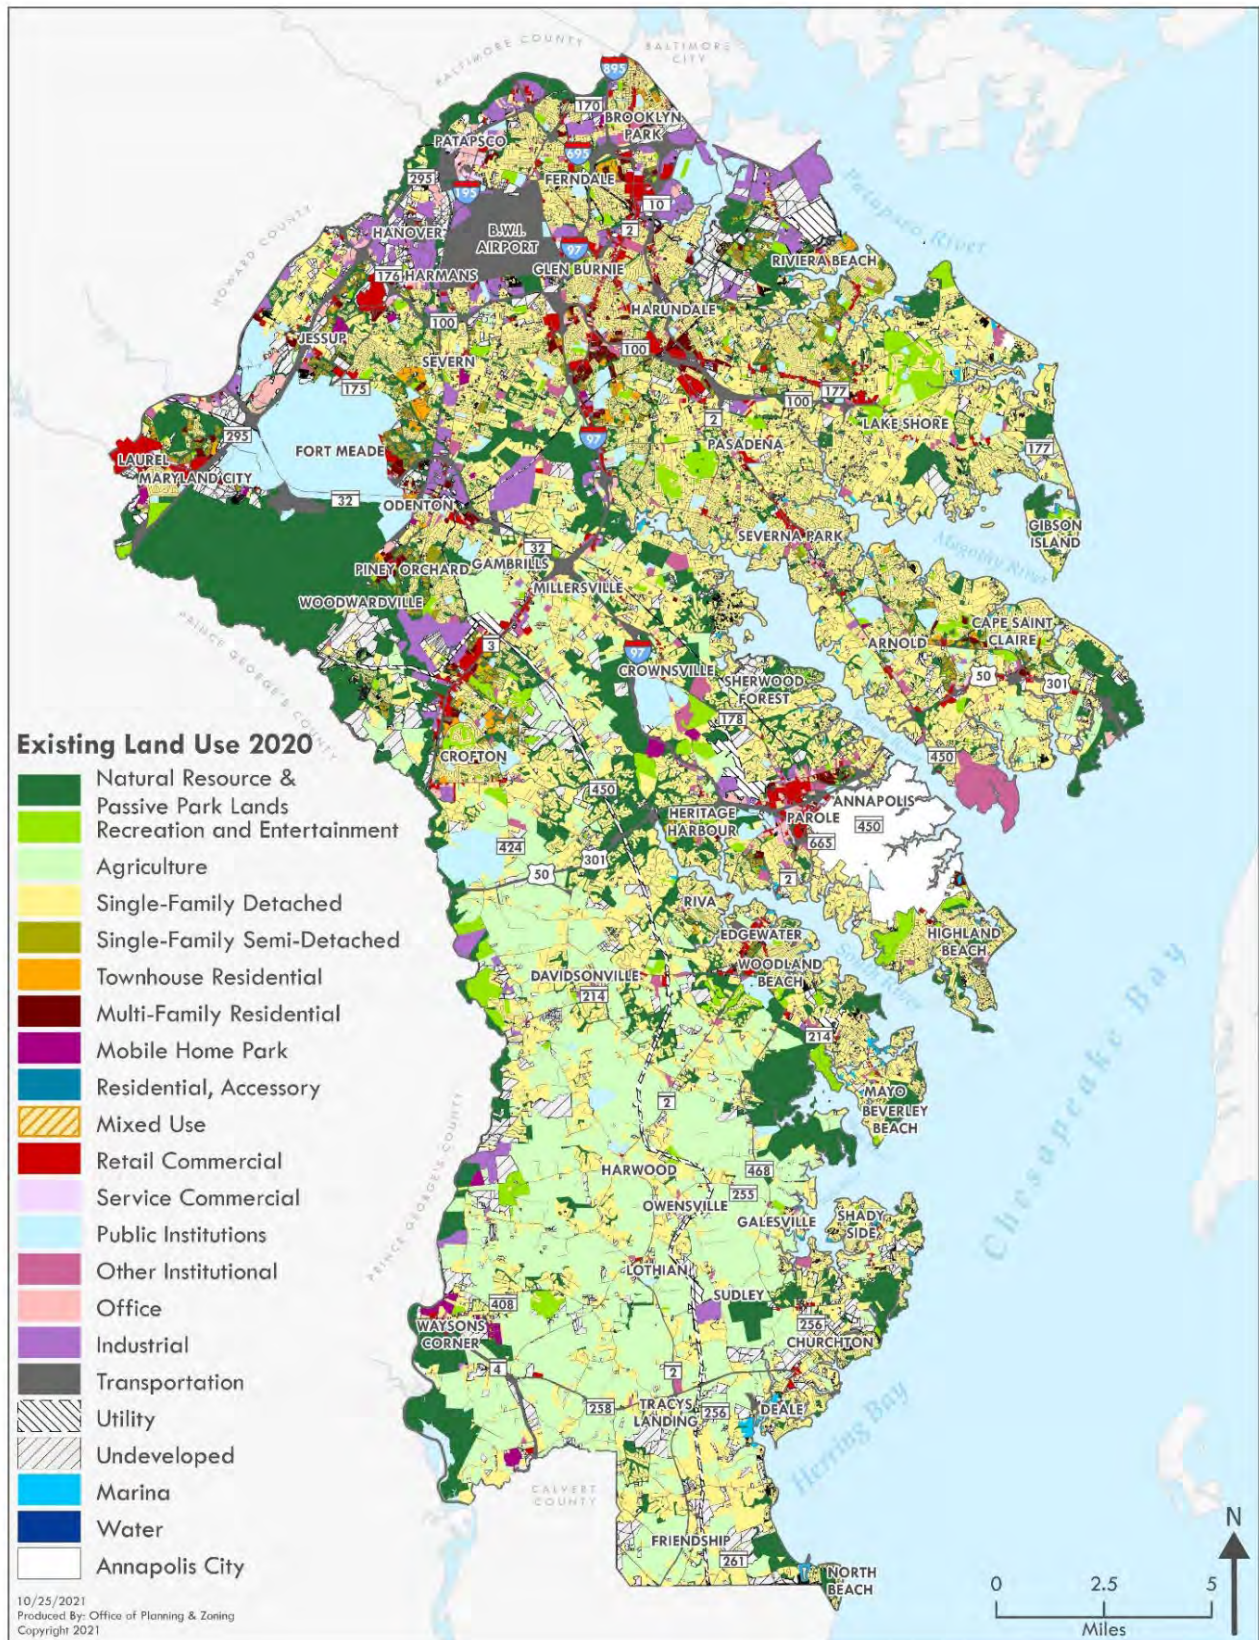 BALTIMORE COUNTY
BALTIMORE CITY
895
170
BROOKLYN PARK
PATAPSCO
695
295
195
FERNDALE
10
Patapsco River
HANOVER
B.W.I. AIRPORT
2
97
HOWARD COUNTY
176
HARMANS
GLEN BURNIE
RIVIERA BEACH
100
HARUNDALE
JESSUP
SEVERN
100
175
177
100
2
LAKE SHORE
295
FORT MEADE
97
PASADENA
177
LAUREL
MARYLAND CITY
32
ODENTON
SEVERNA PARK
GIBSON ISLAND
Magothy River
32
PINEY ORCHARD
GAMBRILLS
MILLERSVILLE
WOODWARDVILLE
PRINCE GEORGE'S COUNTY
3
97
CROWNSVILLE
ARNOLD
CAPE SAINT CLAIRE
50
301
SHERWOOD FOREST
178
CROFTON
450
450
ANNAPOLIS
HERITAGE HARBOUR
PAROLE
450
665
424
301
50
2
RIVA
EDGEWATER
HIGHLAND BEACH
WOODLAND BEACH
South River
DAVIDSONVILLE
214
214
Chesapeake Bay
MAYO
BEVERLEY BEACH
2
PRINCE GEORGE'S COUNTY
HARWOOD
468
255
OWENSVILLE
GALESVILLE
SHADY SIDE
LOTHIAN
SUDLEY
408
WAYSONS CORNER
256
CHURCHTON
4
2
258
TRACYS LANDING
256
DEALE
Herring Bay
CALVERT COUNTY
FRIENDSHIP
261
NORTH BEACH
Existing Land Use 2020
Natural Resource &
Passive Park Lands
Recreation and Entertainment
Agriculture
Single-Family Detached
Single-Family Semi-Detached
Townhouse Residential
Multi-Family Residential
Mobile Home Park
Residential, Accessory
Mixed Use
Retail Commercial
Service Commercial
Public Institutions
Other Institutional
Office
Industrial
Transportation
Utility
Undeveloped
Marina
Water
Annapolis City
10/25/2021
Produced By: Office of Planning & Zoning
Copyright 2021
N
0 2.5 5
Miles